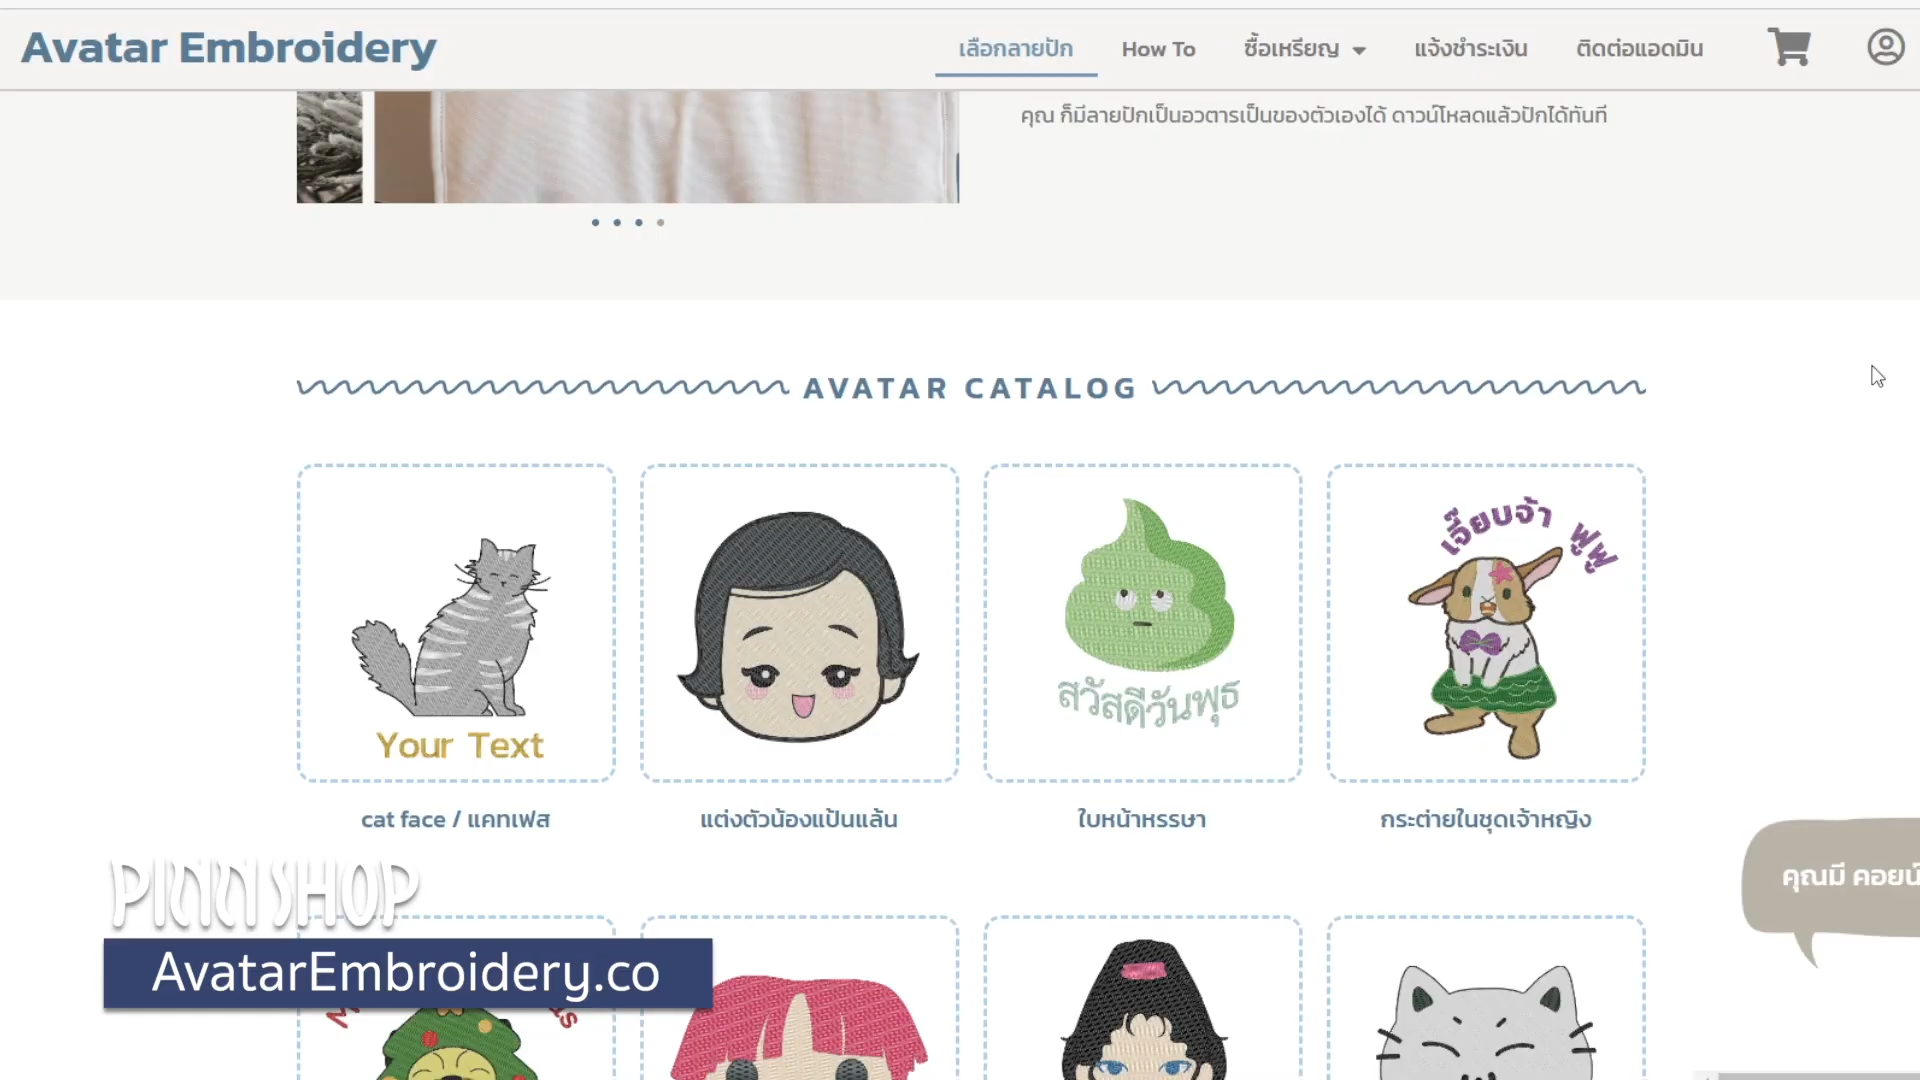 Avatar Embroidery
เลือกลายปัก
How To
ซื้อเหรียญ
แจ้งชำระเงิน
ติดต่อแอดมิน
คุณ ก็มีลายปักเป็นอวตารเป็นของตัวเองได้ ดาวน์โหลดแล้วปักได้ทันที
AVATAR CATALOG
Your Text
สวัสดีวันพุธ
เจี๊ยบจ้า ฟูฟู
cat face / แคทเฟส
แต่งตัวน้องแป้นแล้น
ใบหน้าหรรษา
กระต่ายในชุดเจ้าหญิง
คุณมี คอยน์
PINN SHOP
AvatarEmbroidery.co